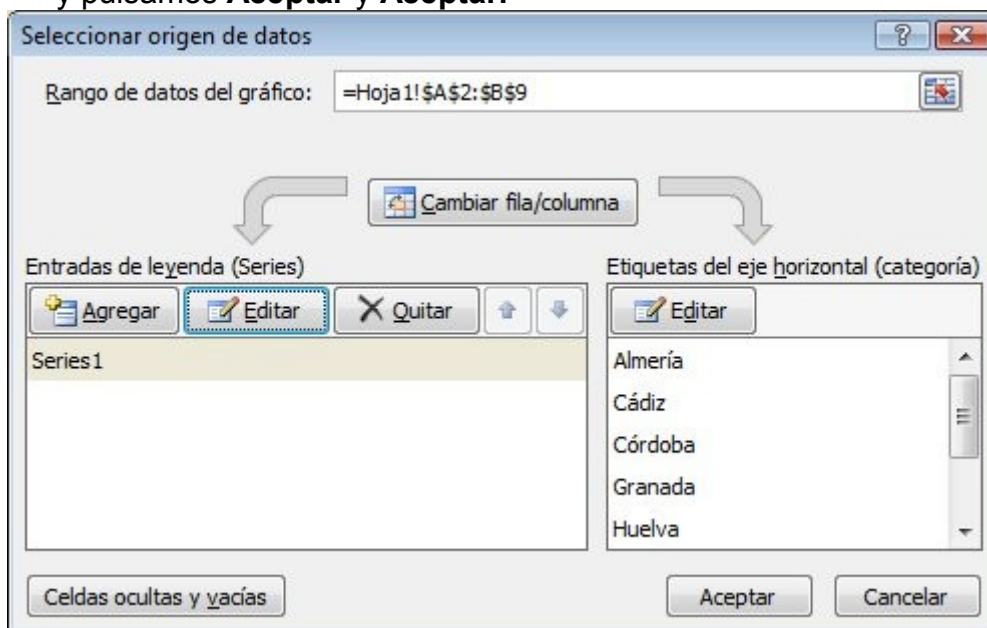 y pulsamos Aceptar y Aceptar.
Seleccionar origen de datos
Rango de datos del gráfico: =Hoja1!$A$2:$B$9
Cambiar fila/columna
Entradas de leyenda (Series)
Agregar Editar Quitar
Series1
Etiquetas del eje horizontal (categoría)
Editar
Almería
Cádiz
Córdoba
Granada
Huelva
Celdas ocultas y vacías
Aceptar Cancelar